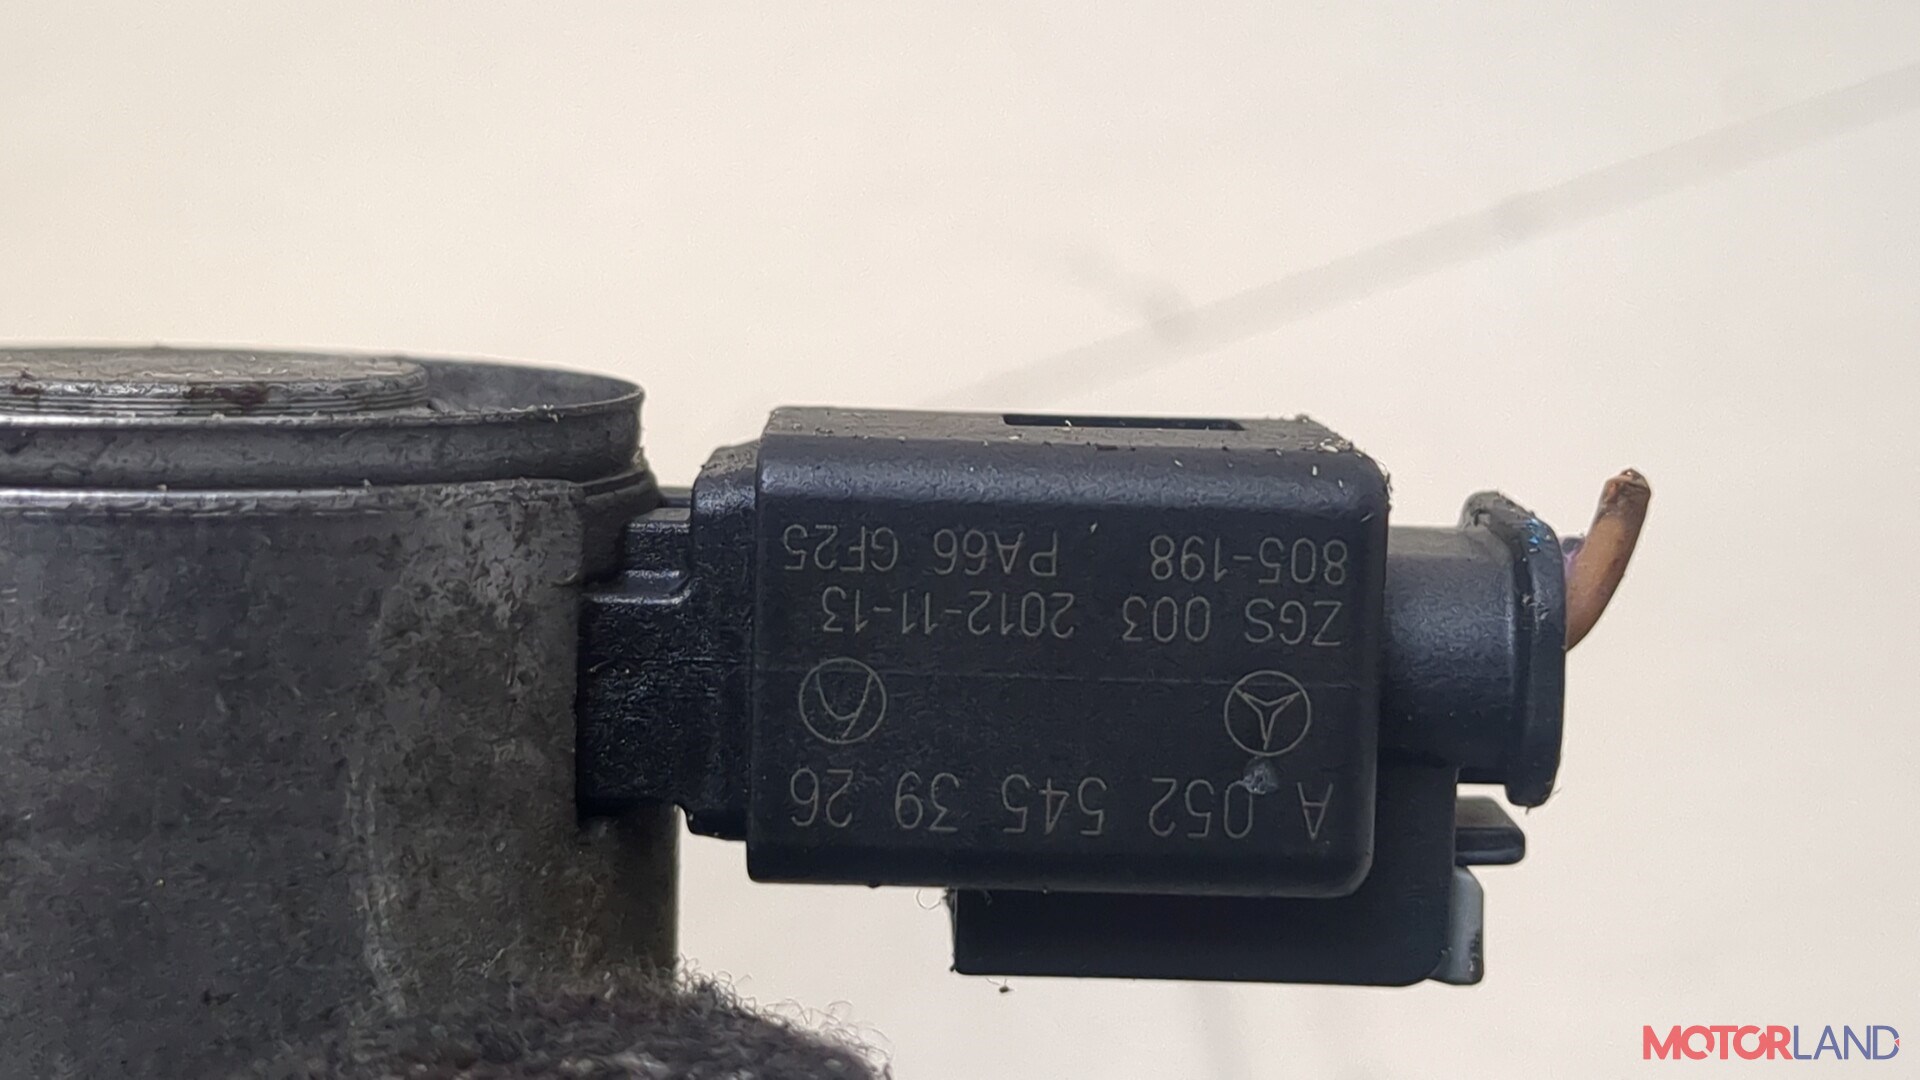 A 052 545 39 26
ZGS 003 2012-11-13
805-198 PA66 GF25
MOTORLAND